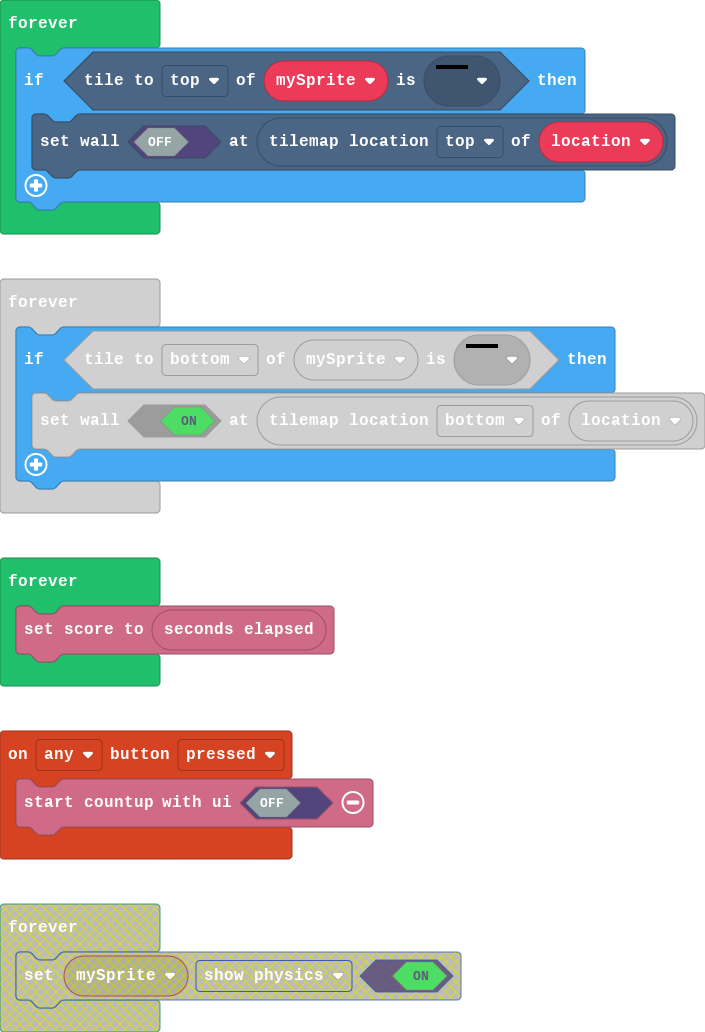 forever
if tile to top of mySprite is then
set wall OFF at tilemap location top of location
forever
if tile to bottom of mySprite is then
set wall ON at tilemap location bottom of location
forever
set score to seconds elapsed
on any button pressed
start countup with ui OFF
forever
set mySprite show physics ON